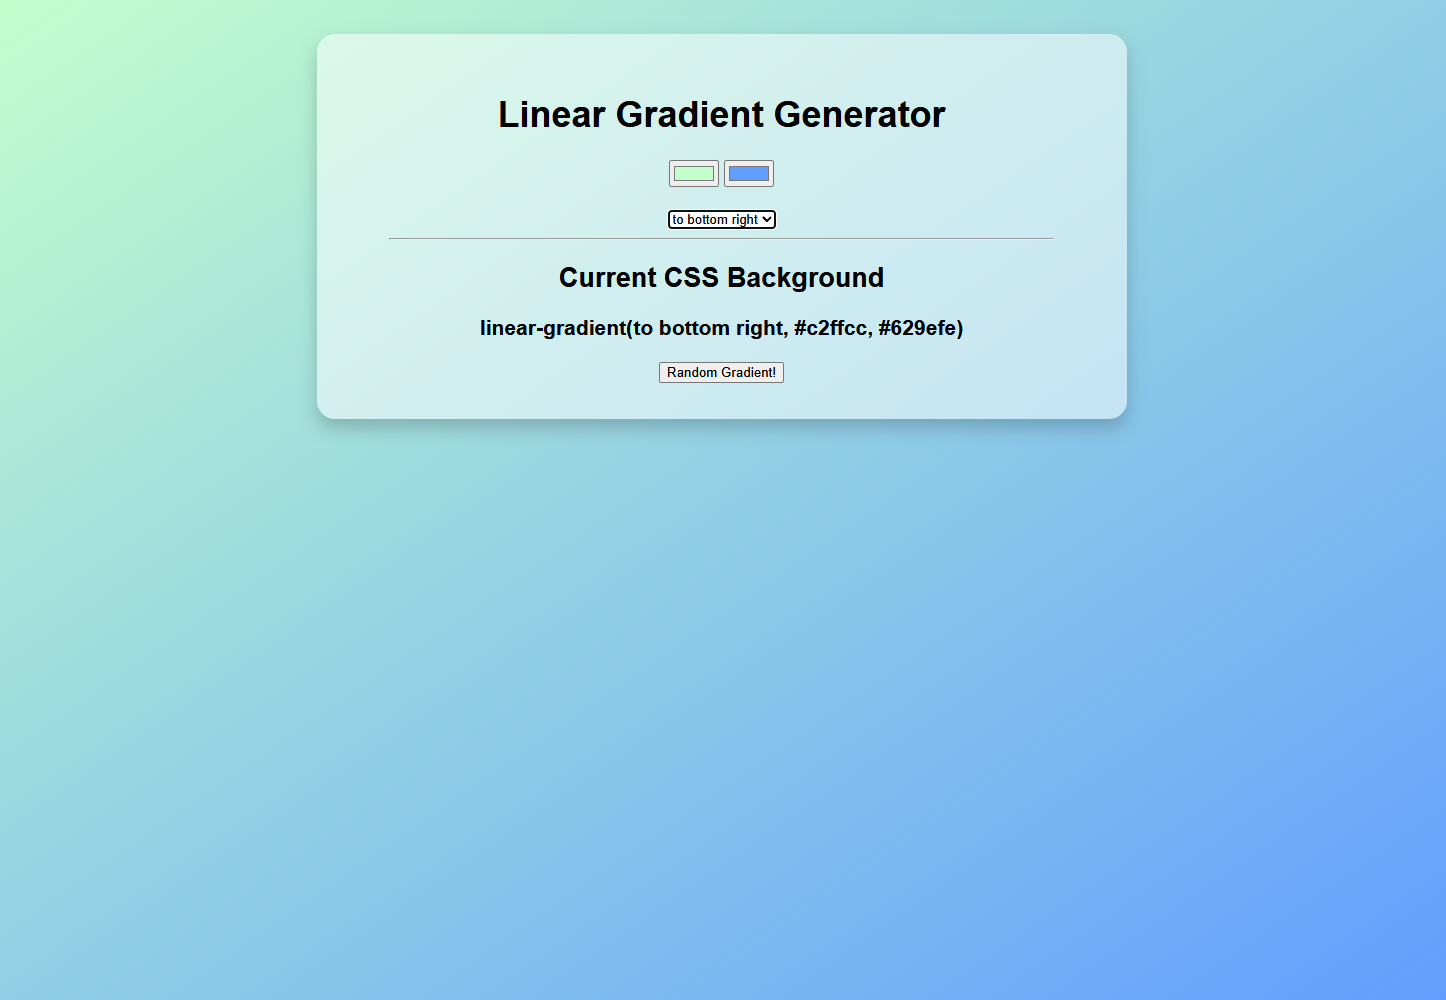 Linear Gradient Generator
to bottom right
Current CSS Background
linear-gradient(to bottom right, #c2ffcc, #629efe)
Random Gradient!